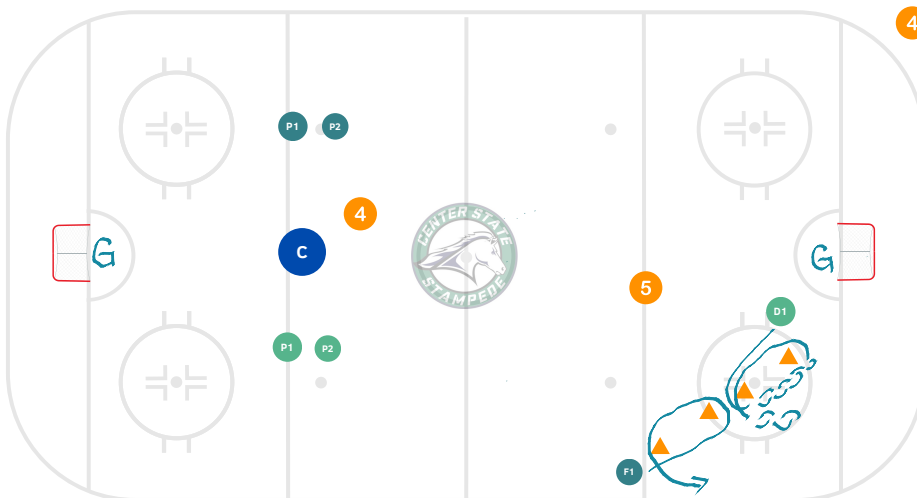 4
P1 P2
4
CENTER STATE
STAMPEDE
G C G
5
D1
P1 P2
F1